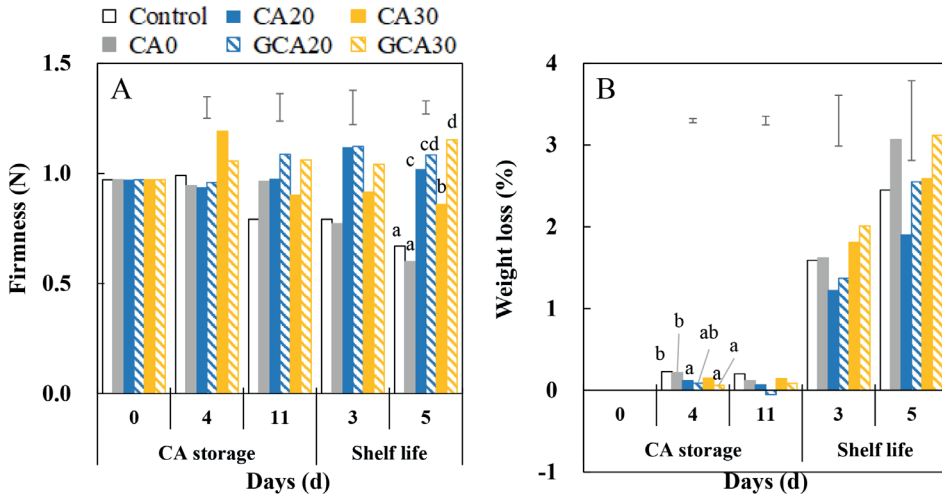 Control CA20 CA30
CA0 GCA20 GCA30
A
Firmness (N)
1.5
1.0
0.5
0.0
a a c cd b d
0 4 11 3 5
CA storage Shelf life
Days (d)
B
Weight loss (%)
4
3
2
1
0
-1
b b a ab a a
0 4 11 3 5
CA storage Shelf life
Days (d)